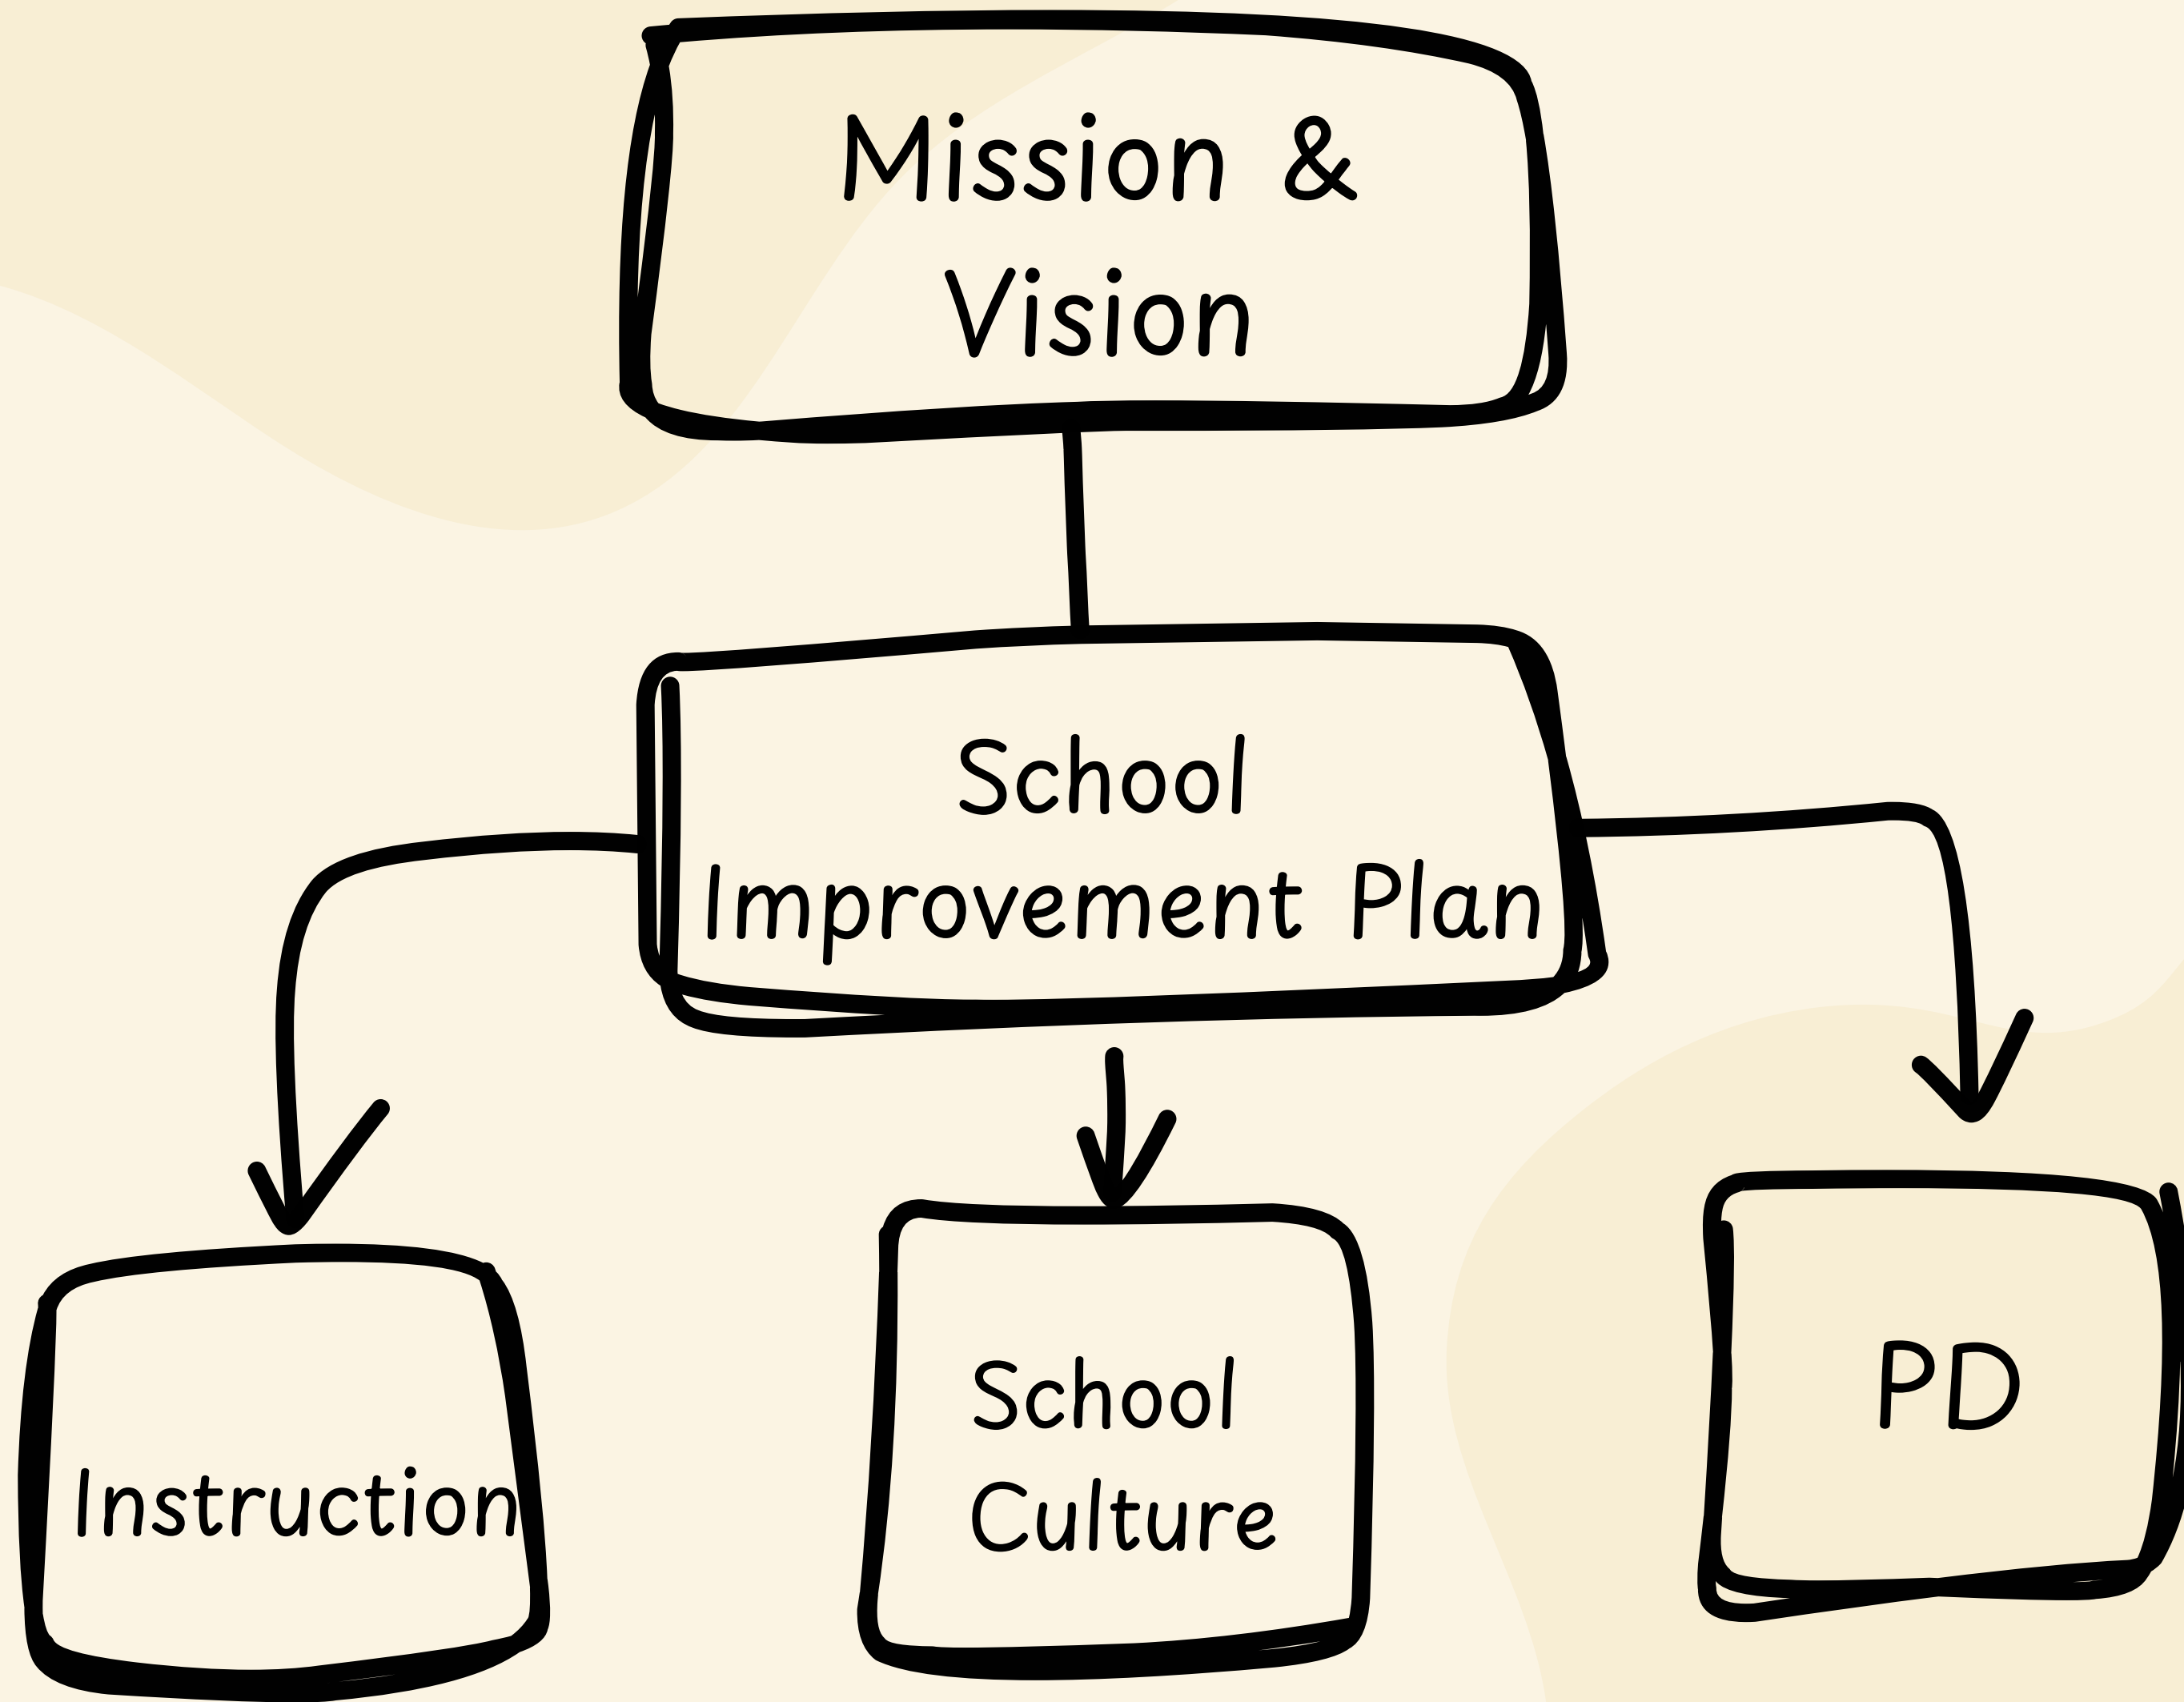 Mission &
Vision
School
Improvement Plan
Instruction
School
Culture
PD